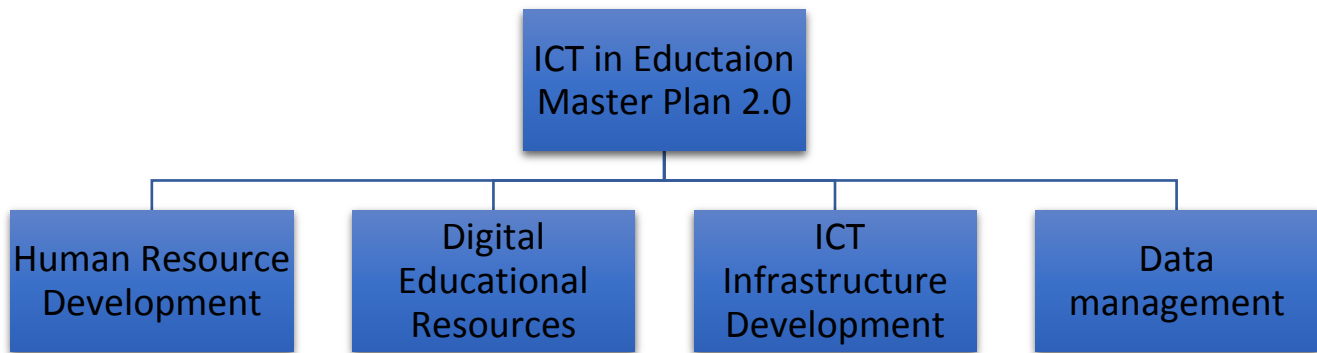 ICT in Eductaion
Master Plan 2.0
Human Resource
Development
Digital
Educational
Resources
ICT
Infrastructure
Development
Data
management